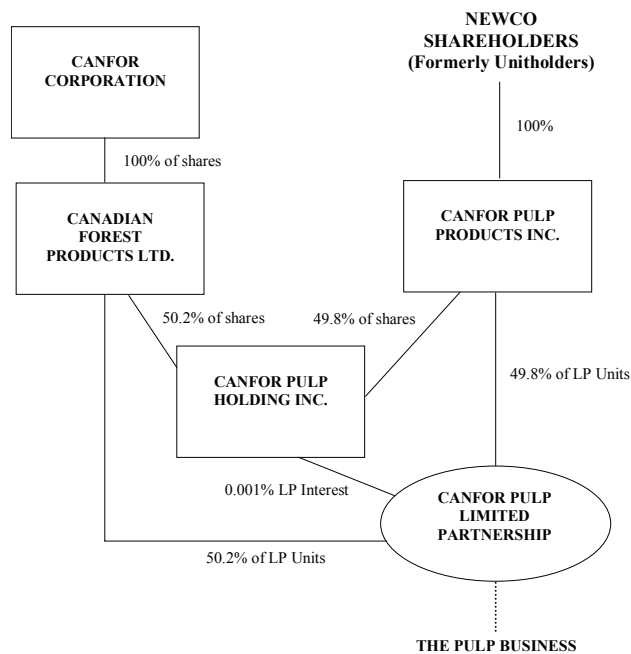 NEWCO
SHAREHOLDERS
(Formerly Unitholders)
CANFOR
CORPORATION
100%
100% of shares
CANADIAN
FOREST
PRODUCTS LTD.
CANFOR PULP
PRODUCTS INC.
50.2% of shares
49.8% of shares
CANFOR PULP
HOLDING INC.
49.8% of LP Units
0.001% LP Interest
CANFOR PULP
LIMITED
PARTNERSHIP
50.2% of LP Units
THE PULP BUSINESS